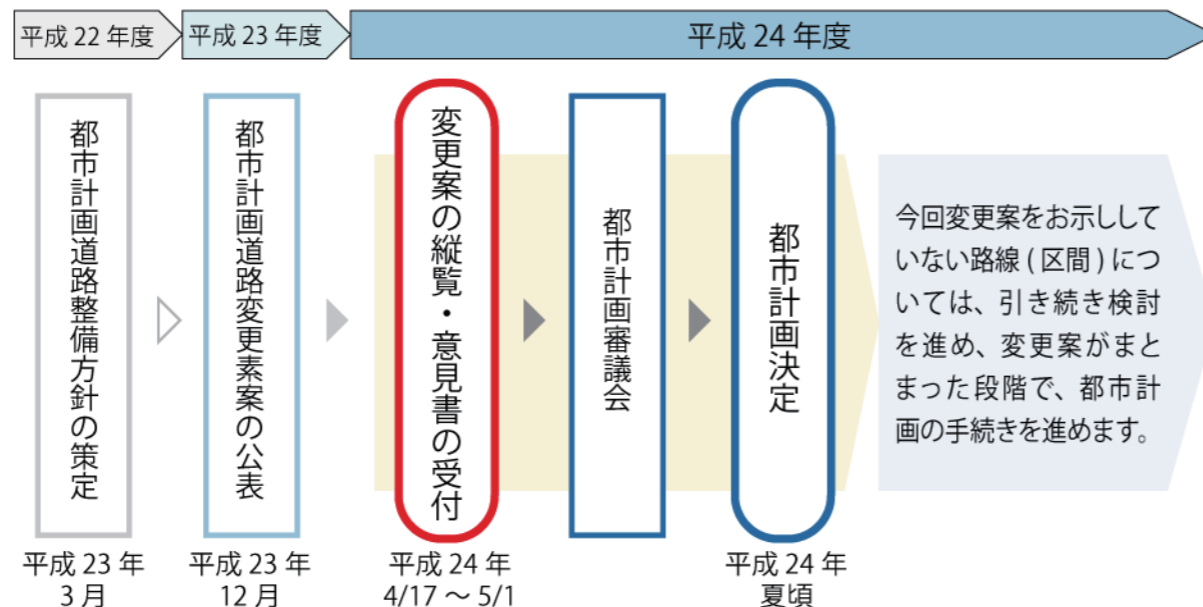 平成 22 年度
平成 23 年度
平成 24 年度
都市計画道路整備方針の策定
都市計画道路変更素案の公表
変更案の縦覧・意見書の受付
都市計画審議会
都市計画決定
今回変更案をお示しして
いない路線 ( 区間 ) につ
いては、引き続き検討
を進め、変更案がまと
まった段階で、都市計
画の手続きを進めます。
平成 23 年
3 月
平成 23 年
12 月
平成 24 年
4/17 ～ 5/1
平成 24 年
夏頃